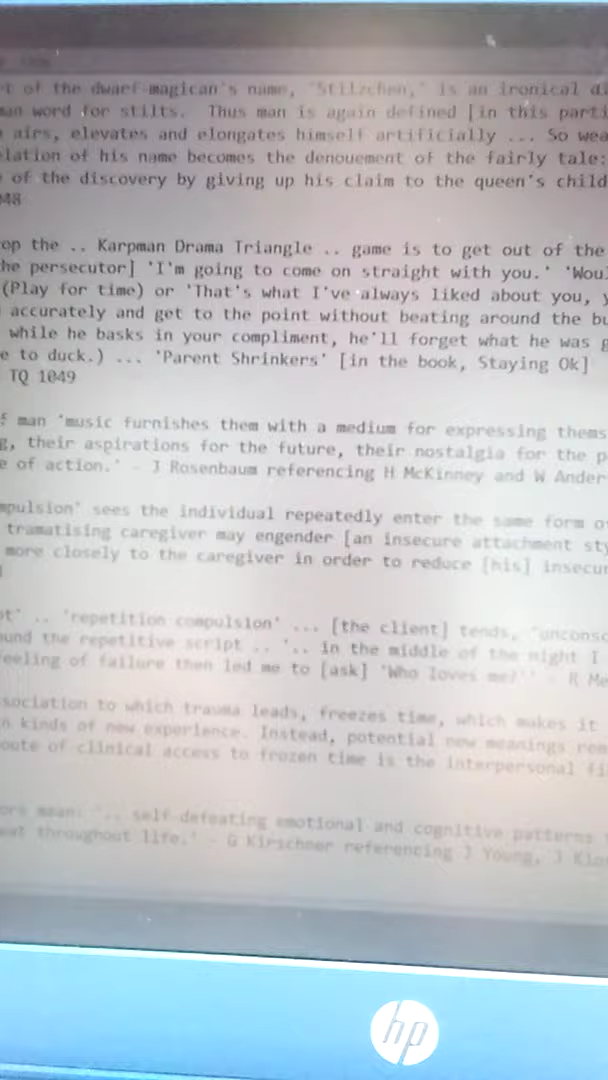 t of the dwarf-magican's name, "Stilzchen," is an ironical di
man word for stilts. Thus man is again defined [in this parti
airs, elevates and elongates himself artificially ... So wea
lation of his name becomes the denouement of the fairly tale:
of the discovery by giving up his claim to the queen's child
048
op the .. Karpman Drama Triangle .. game is to get out of the
he persecutor] 'I'm going to come on straight with you.' 'Woul
(Play for time) or 'That's what I've always liked about you, y
accurately and get to the point without beating around the bu
while he basks in your compliment, he'll forget what he was g
e to duck.) ... 'Parent Shrinkers' [in the book, Staying Ok]
TQ 1049
f man 'music furnishes them with a medium for expressing thems
g, their aspirations for the future, their nostalgia for the p
e of action.' - J Rosenbaum referencing H McKinney and W Ander
mpulsion' sees the individual repeatedly enter the same form of
tramatising caregiver may engender [an insecure attachment sty
more closely to the caregiver in order to reduce [his] insecur
pt' .. 'repetition compulsion' ... [the client] tends, "unconsc
ound the repetitive script .. '.. in the middle of the night I
feeling of failure then led me to [ask] 'Who loves me?'' - R Me
sociation to which trauma leads, freezes time, which makes it
n kinds of new experience. Instead, potential new meanings rem
oute of clinical access to frozen time is the interpersonal fi
ors mean: '.. self-defeating emotional and cognitive patterns
eat throughout life.' - G Kirschner referencing J Young, J Klos
hp